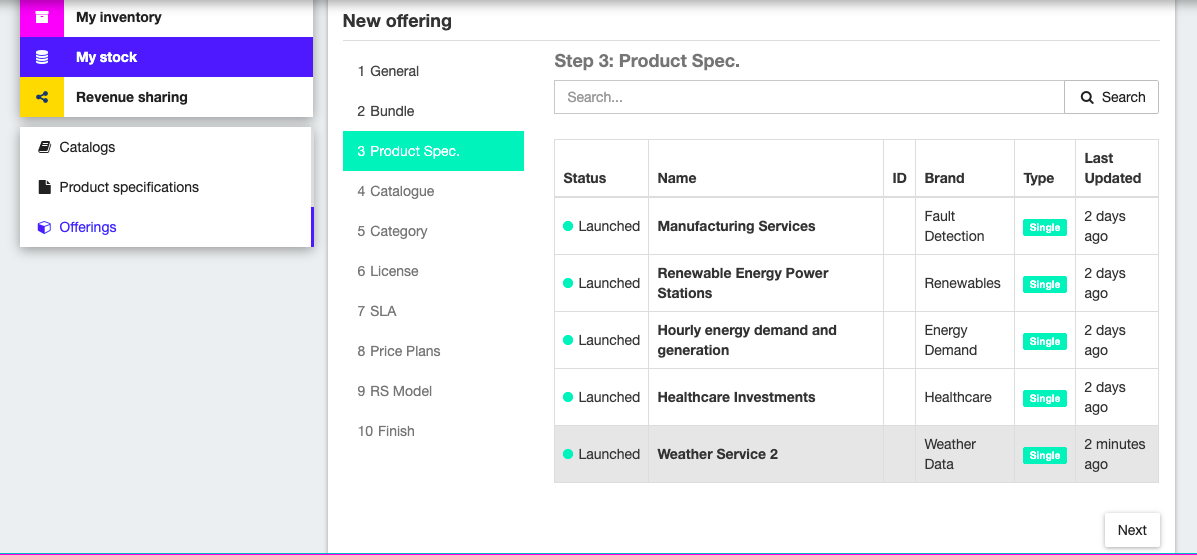 My inventory
My stock
Revenue sharing
Catalogs
Product specifications
Offerings
New offering
1 General
2 Bundle
3 Product Spec.
4 Catalogue
5 Category
6 License
7 SLA
8 Price Plans
9 RS Model
10 Finish
Step 3: Product Spec.
Search... Search
Status Name ID Brand Type Last Updated
Launched Manufacturing Services Fault Detection Single 2 days ago
Launched Renewable Energy Power Stations Renewables Single 2 days ago
Launched Hourly energy demand and generation Energy Demand Single 2 days ago
Launched Healthcare Investments Healthcare Single 2 days ago
Launched Weather Service 2 Weather Data Single 2 minutes ago
Next